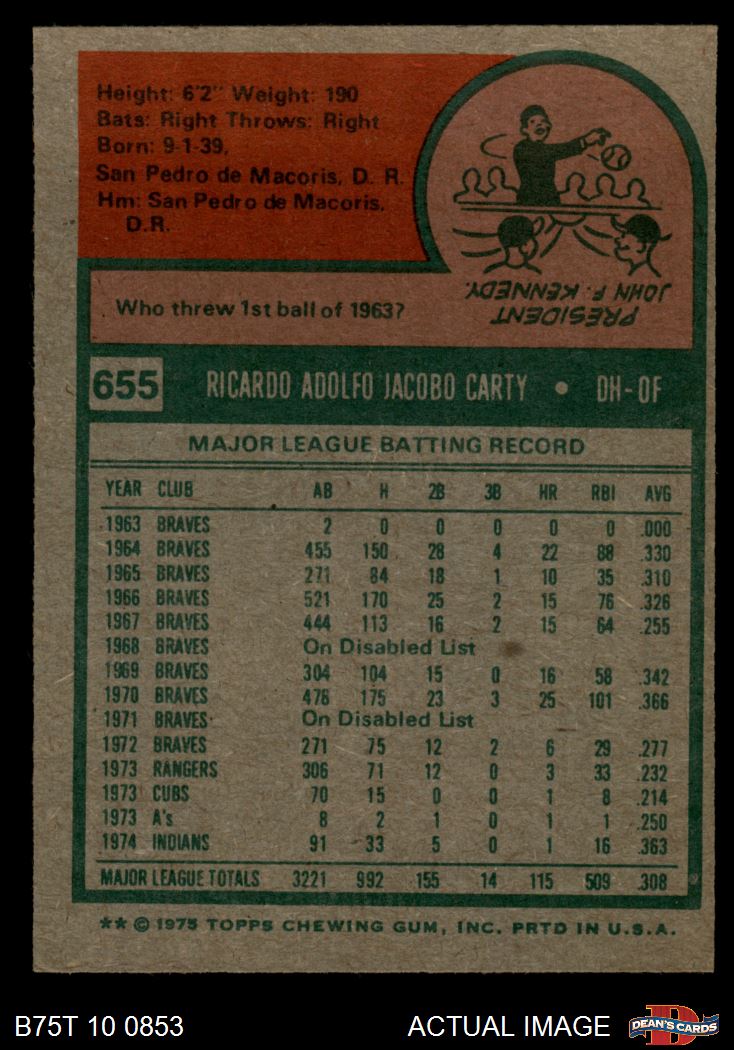 Height: 6'2" Weight: 190
Bats: Right Throws: Right
Born: 9-1-39,
San Pedro de Macoris, D. R.
Hm: San Pedro de Macoris,
D.R.
Who threw 1st ball of 1963?
PRESIDENT
JOHN F. KENNEDY.
655 RICARDO ADOLFO JACOBO CARTY • DH-OF
MAJOR LEAGUE BATTING RECORD
YEAR CLUB AB H 2B 3B HR RBI AVG
1963 BRAVES 2 0 0 0 0 0 .000
1964 BRAVES 455 150 28 4 22 88 .330
1965 BRAVES 271 84 18 1 10 35 .310
1966 BRAVES 521 170 25 2 15 76 .326
1967 BRAVES 444 113 16 2 15 64 .255
1968 BRAVES On Disabled List
1969 BRAVES 304 104 15 0 16 58 .342
1970 BRAVES 478 175 23 3 25 101 .366
1971 BRAVES On Disabled List
1972 BRAVES 271 75 12 2 6 29 .277
1973 RANGERS 306 71 12 0 3 33 .232
1973 CUBS 70 15 0 0 1 8 .214
1973 A's 8 2 1 0 1 1 .250
1974 INDIANS 91 33 5 0 1 16 .363
MAJOR LEAGUE TOTALS 3221 992 155 14 115 509 .308
** © 1975 TOPPS CHEWING GUM, INC. PRTD IN U.S.A.
B75T 10 0853 ACTUAL IMAGE DEAN'S CARDS